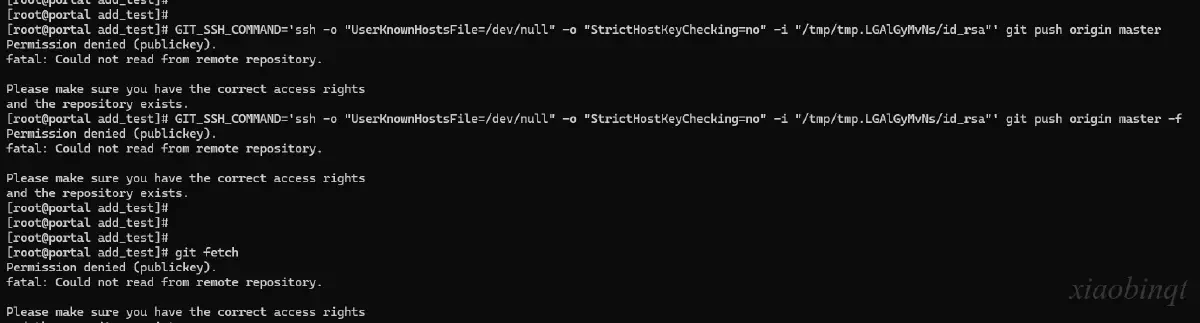 [root@portal add_test]#
[root@portal add_test]#
[root@portal add_test]# GIT_SSH_COMMAND='ssh -o "UserKnownHostsFile=/dev/null" -o "StrictHostKeyChecking=no" -i "/tmp/tmp.LGAlGyMvNs/id_rsa"' git push origin master
Permission denied (publickey).
fatal: Could not read from remote repository.
Please make sure you have the correct access rights
and the repository exists.
[root@portal add_test]# GIT_SSH_COMMAND='ssh -o "UserKnownHostsFile=/dev/null" -o "StrictHostKeyChecking=no" -i "/tmp/tmp.LGAlGyMvNs/id_rsa"' git push origin master -f
Permission denied (publickey).
fatal: Could not read from remote repository.
Please make sure you have the correct access rights
and the repository exists.
[root@portal add_test]#
[root@portal add_test]#
[root@portal add_test]#
[root@portal add_test]# git fetch
Permission denied (publickey).
fatal: Could not read from remote repository.
Please make sure you have the correct access rights
xiaobinqt